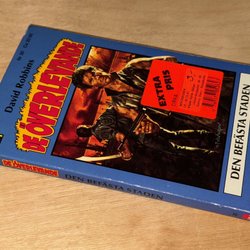 David Robbins
DE ÖVERLEVANDE
EXTRA
PRIS
DEN BEFÄSTA STADEN
DE ÖVERLEVANDE
DEN BEFÄSTA STADEN